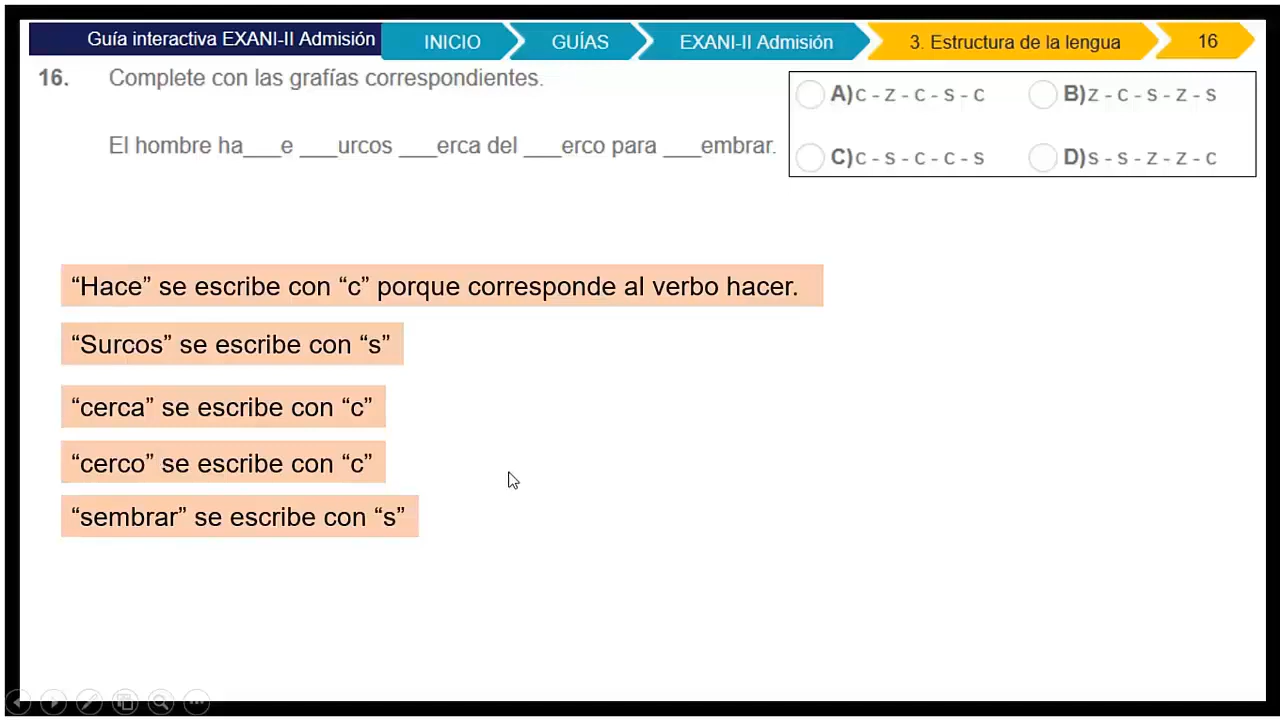 Guía interactiva EXANI-II Admisión
INICIO
GUÍAS
EXANI-II Admisión
3. Estructura de la lengua
16
16. Complete con las grafías correspondientes.
El hombre ha___e ___urcos ___erca del ___erco para ___embrar.
A)c - z - c - s - c
B)z - c - s - z - s
C)c - s - c - c - s
D)s - s - z - z - c
“Hace” se escribe con “c” porque corresponde al verbo hacer.
“Surcos” se escribe con “s”
“cerca” se escribe con “c”
“cerco” se escribe con “c”
“sembrar” se escribe con “s”